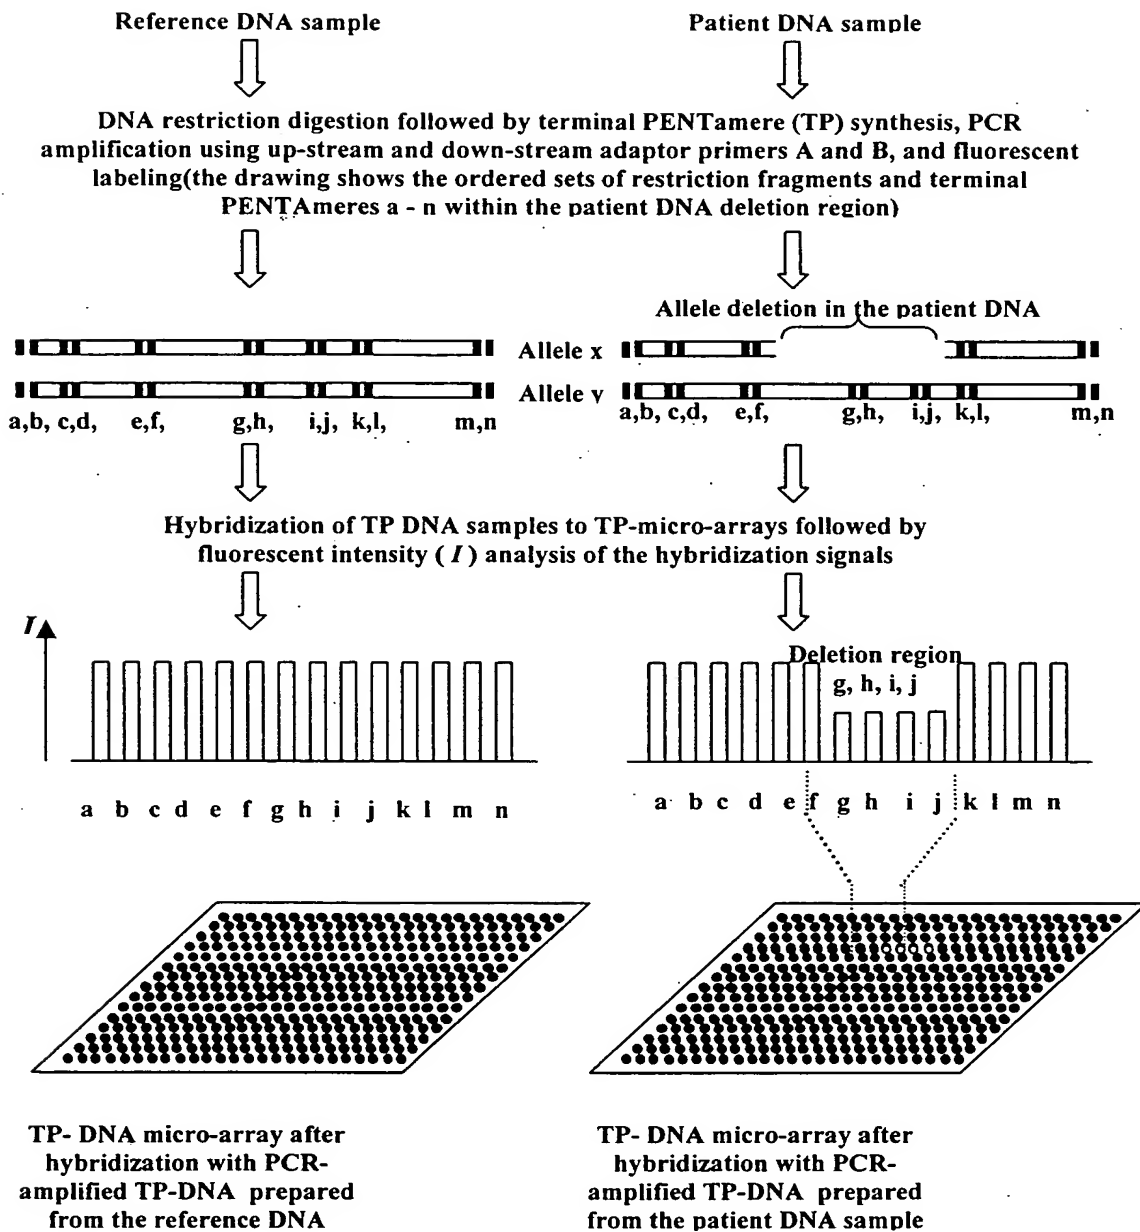 Reference DNA sample
Patient DNA sample
DNA restriction digestion followed by terminal PENTamere (TP) synthesis, PCR
amplification using up-stream and down-stream adaptor primers A and B, and fluorescent
labeling(the drawing shows the ordered sets of restriction fragments and terminal
PENTAmeres a - n within the patient DNA deletion region)
Allele deletion in the patient DNA
Allele x
Allele y
a,b, c,d, e,f, g,h, i,j, k,l, m,n
a,b, c,d, e,f, g,h, i,j, k,l, m,n
Hybridization of TP DNA samples to TP-micro-arrays followed by
fluorescent intensity ( I ) analysis of the hybridization signals
I
Deletion region
g, h, i, j
a b c d e f g h i j k l m n
a b c d e f g h i j k l m n
TP- DNA micro-array after
hybridization with PCR-
amplified TP-DNA prepared
from the reference DNA
TP- DNA micro-array after
hybridization with PCR-
amplified TP-DNA prepared
from the patient DNA sample